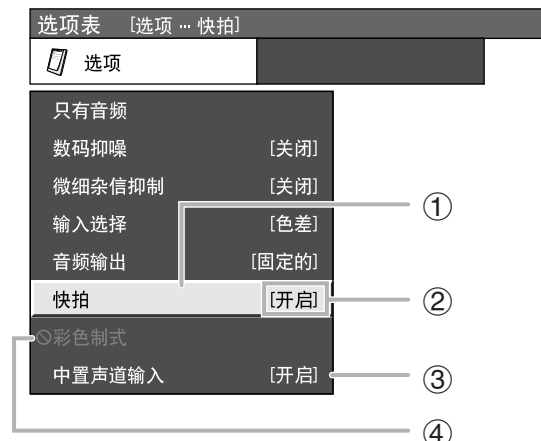 选项表 [选项 … 快拍]
选项
只有音频
数码抑噪 [关闭]
微细杂信抑制 [关闭]
输入选择 [色差]
音频输出 [固定的]
快拍 [开启]
彩色制式
中置声道输入 [开启]
①
②
③
④